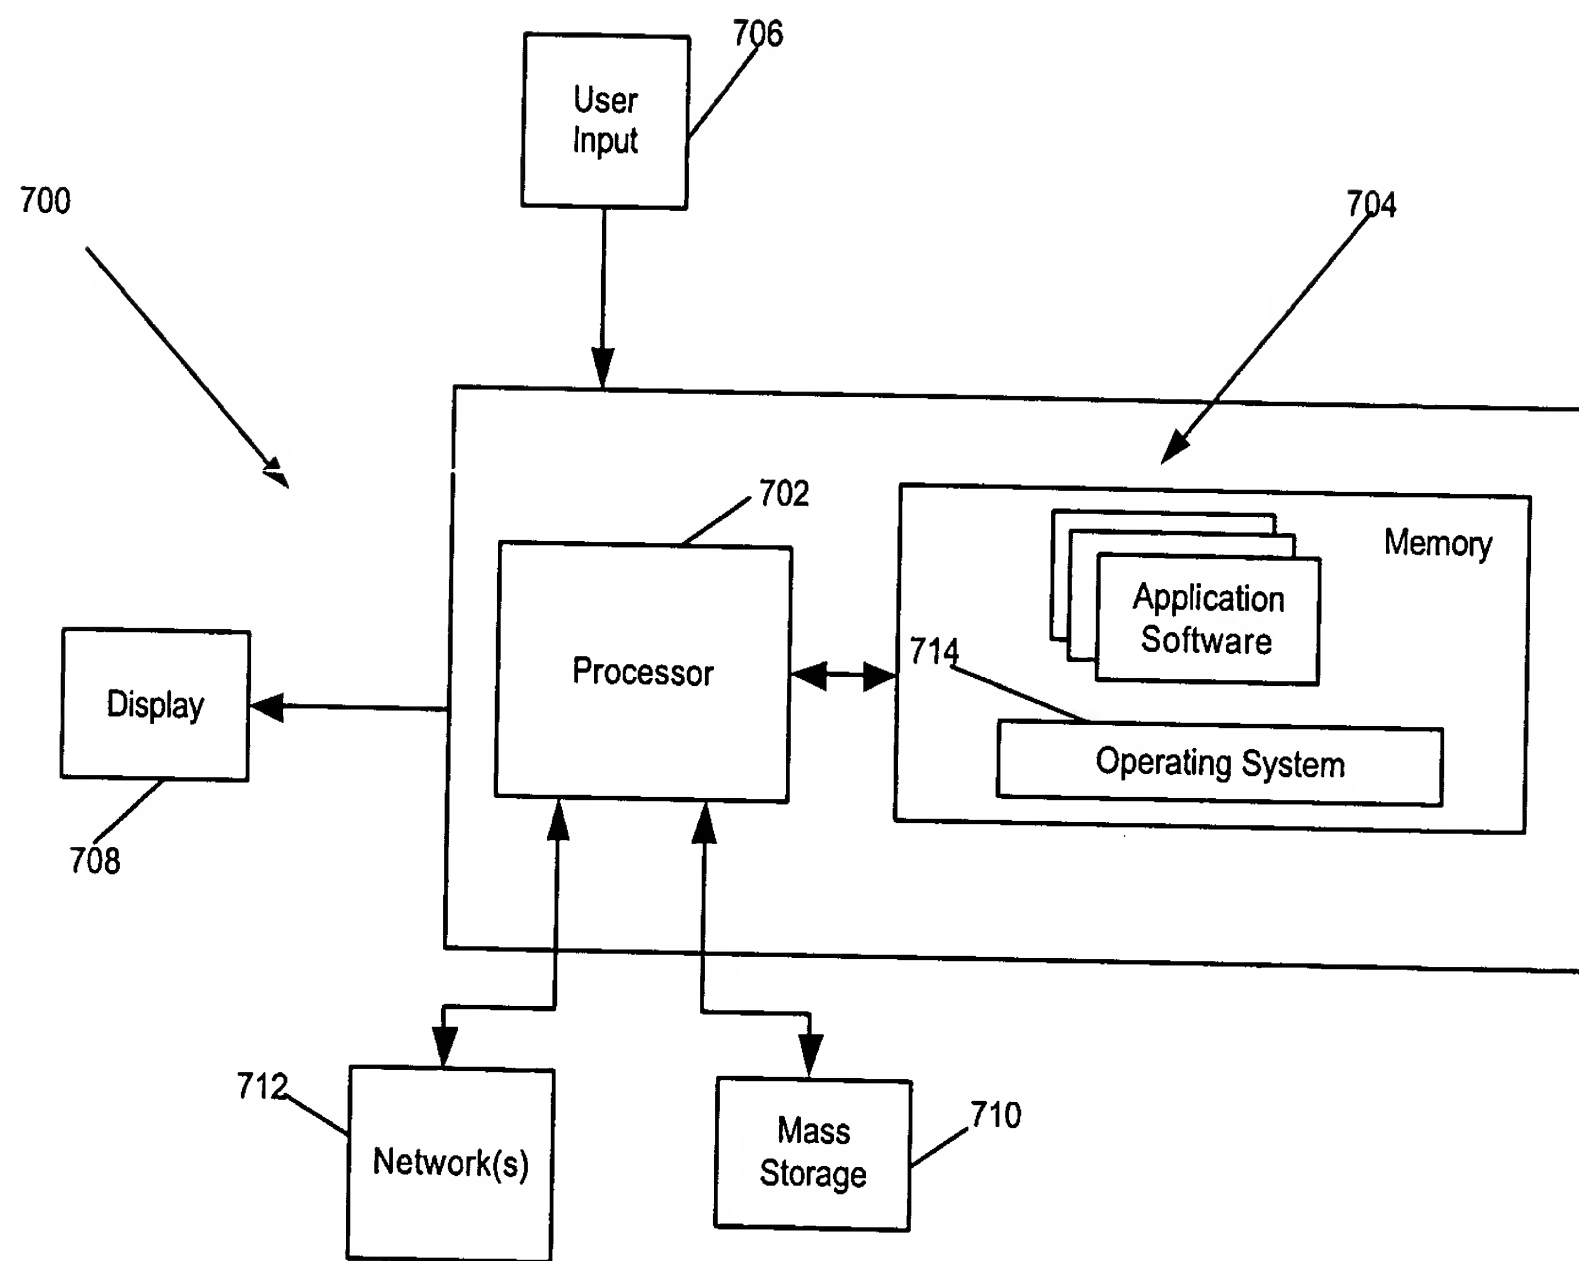 706
User
Input
700
704
702
Memory
Application
Software
714
Processor
Display
Operating System
708
712
Network(s)
Mass
Storage
710